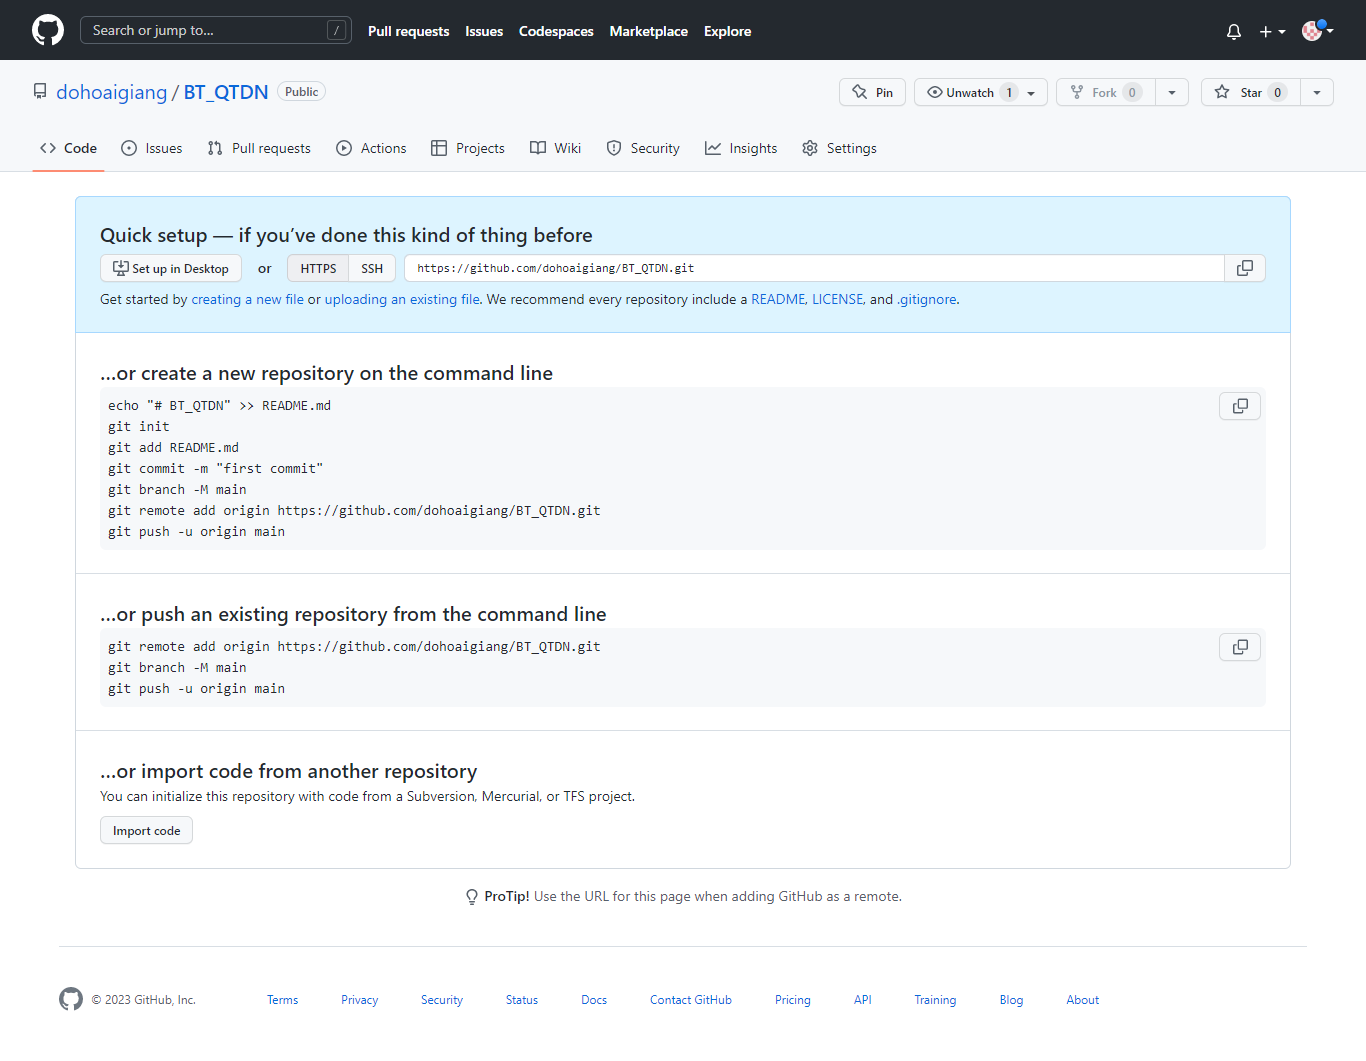 Search or jump to... / Pull requests Issues Codespaces Marketplace Explore
dohoaigiang / BT_QTDN Public Pin Unwatch 1 Fork 0 Star 0
Code Issues Pull requests Actions Projects Wiki Security Insights Settings
Quick setup — if you’ve done this kind of thing before
Set up in Desktop or HTTPS SSH https://github.com/dohoaigiang/BT_QTDN.git
Get started by creating a new file or uploading an existing file. We recommend every repository include a README, LICENSE, and .gitignore.
…or create a new repository on the command line
echo "# BT_QTDN" >> README.md
git init
git add README.md
git commit -m "first commit"
git branch -M main
git remote add origin https://github.com/dohoaigiang/BT_QTDN.git
git push -u origin main
…or push an existing repository from the command line
git remote add origin https://github.com/dohoaigiang/BT_QTDN.git
git branch -M main
git push -u origin main
…or import code from another repository
You can initialize this repository with code from a Subversion, Mercurial, or TFS project.
Import code
ProTip! Use the URL for this page when adding GitHub as a remote.
© 2023 GitHub, Inc. Terms Privacy Security Status Docs Contact GitHub Pricing API Training Blog About